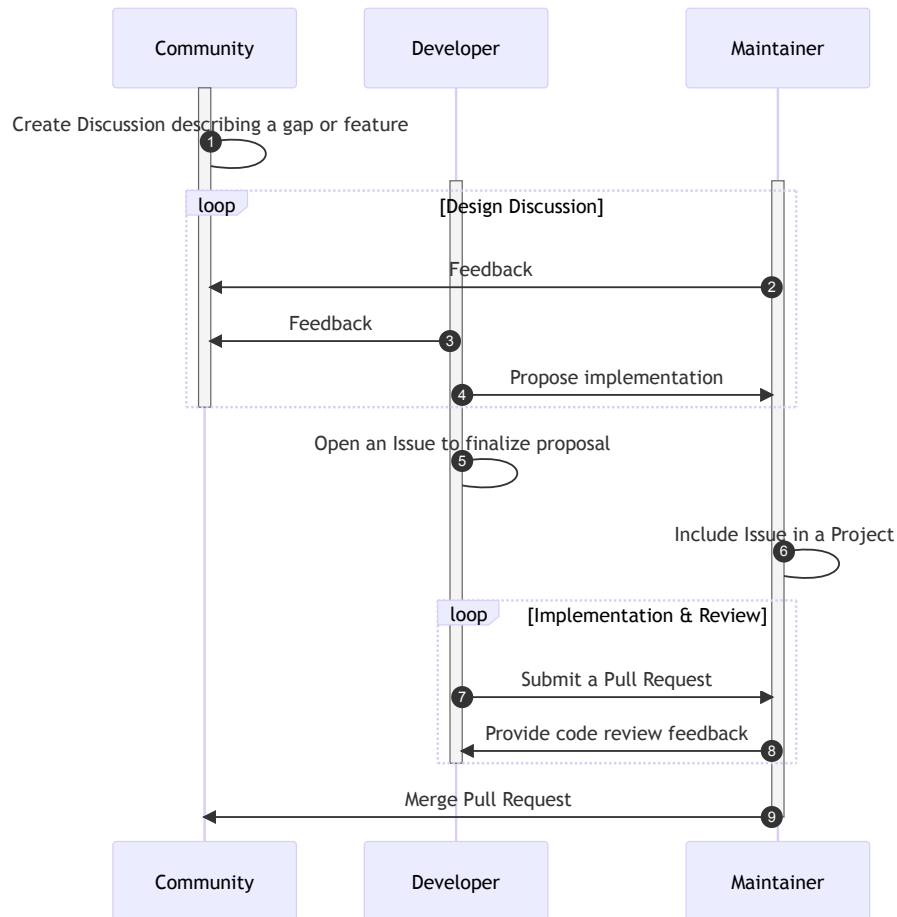 Community
Developer
Maintainer
Create Discussion describing a gap or feature
1
loop
[Design Discussion]
Feedback
2
Feedback
3
Propose implementation
4
Open an Issue to finalize proposal
5
Include Issue in a Project
6
loop
[Implementation & Review]
Submit a Pull Request
7
Provide code review feedback
8
Merge Pull Request
9
Community
Developer
Maintainer